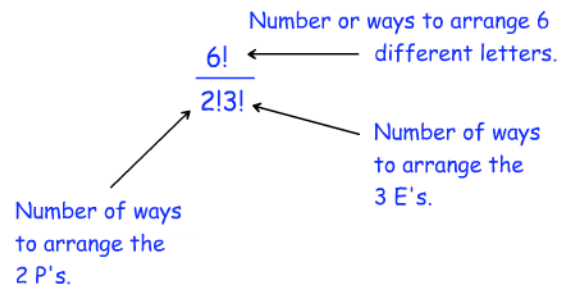 Number or ways to arrange 6
different letters.
6!
2!3!
Number of ways
to arrange the
3 E's.
Number of ways
to arrange the
2 P's.